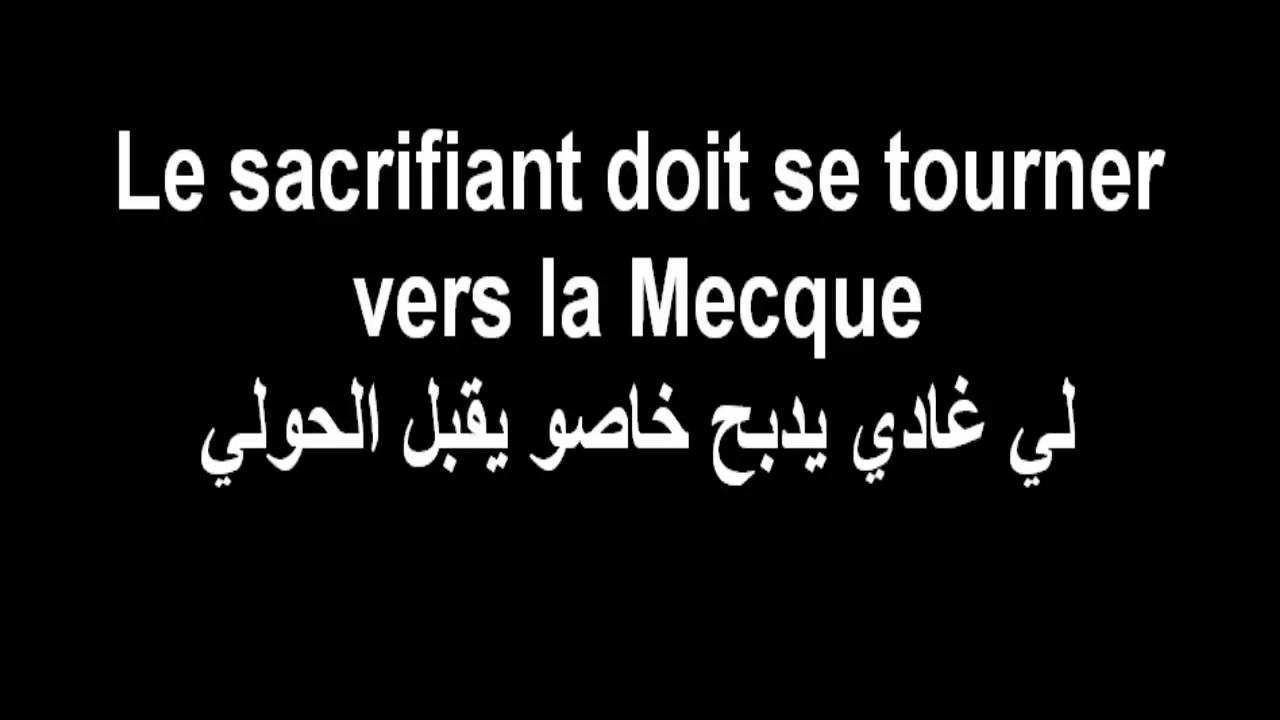 Le sacrifiant doit se tourner
vers la Mecque
لي غادي يدبح خاصو يقبل الحولي